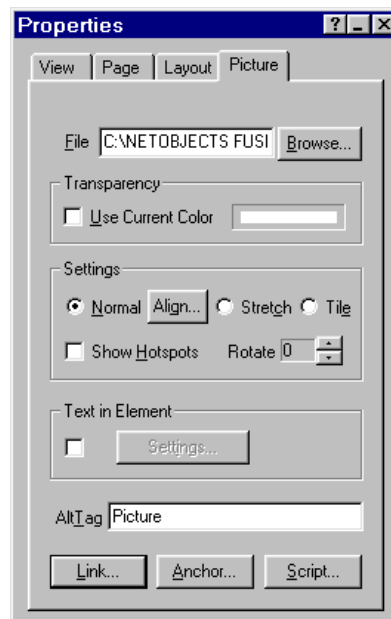 Properties
View Page Layout Picture
File C:\NETOBJECTS FUSI Browse...
Transparency
Use Current Color
Settings
Normal Align... Stretch Tile
Show Hotspots Rotate 0
Text in Element
Settings...
AltTag Picture
Link... Anchor... Script...